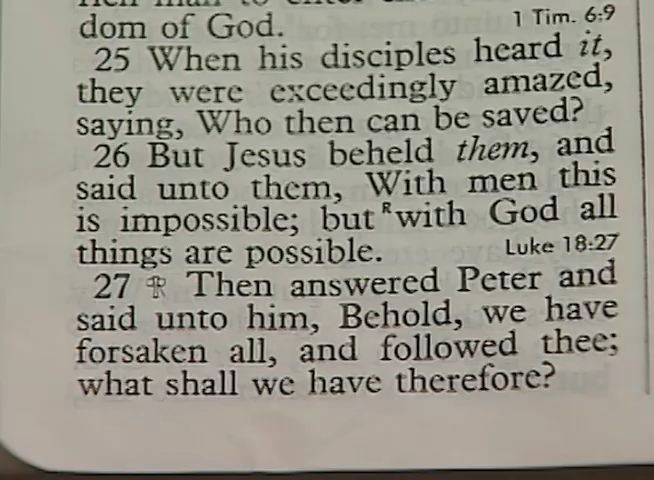 dom of God. 1 Tim. 6:9
25 When his disciples heard it,
they were exceedingly amazed,
saying, Who then can be saved?
26 But Jesus beheld them, and
said unto them, With men this
is impossible; but ᴿwith God all
things are possible. Luke 18:27
27 Then answered Peter and
said unto him, Behold, we have
forsaken all, and followed thee;
what shall we have therefore?